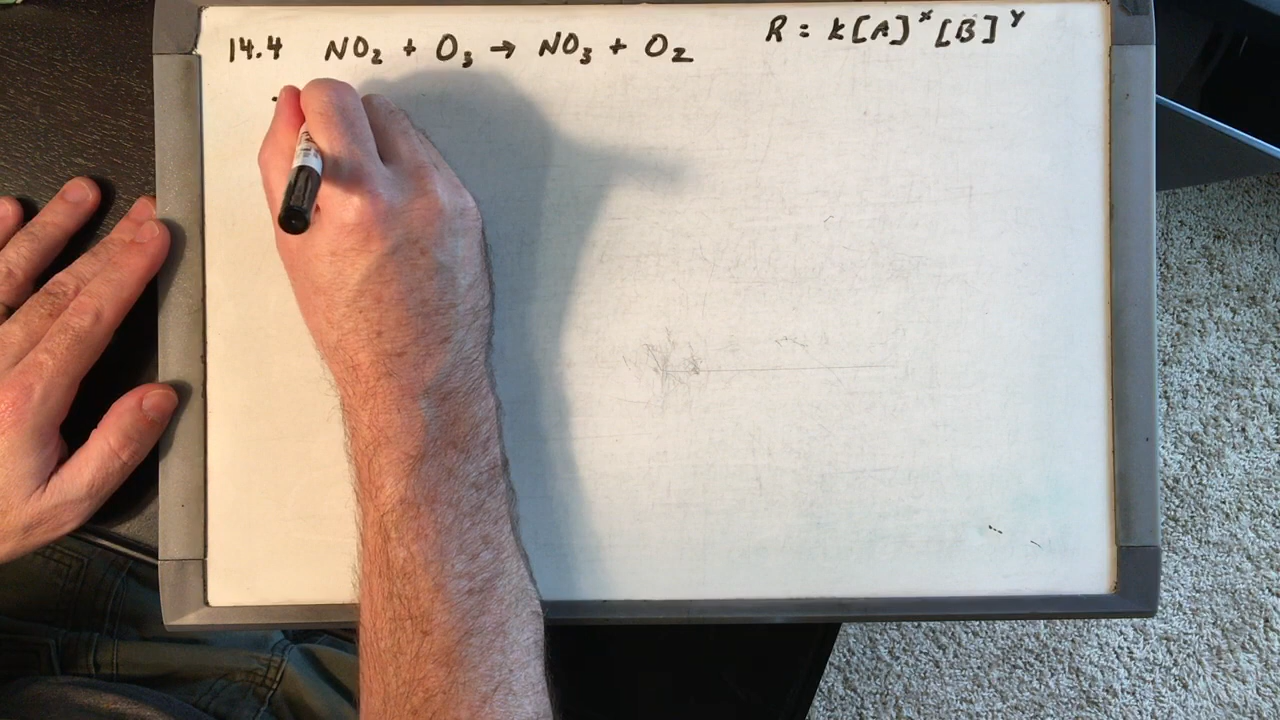 14.4 NO₂ + O₃ → NO₃ + O₂
R = k[A]ˣ [B]ʸ